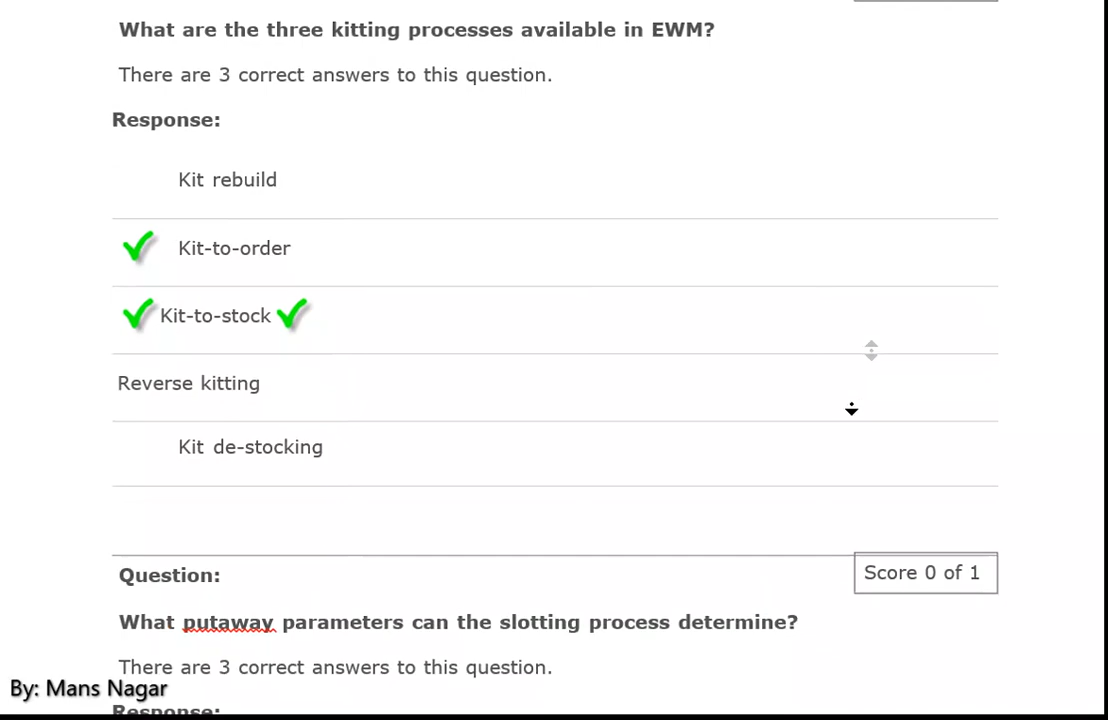 What are the three kitting processes available in EWM?
There are 3 correct answers to this question.
Response:
Kit rebuild
Kit-to-order
Kit-to-stock
Reverse kitting
Kit de-stocking
Score 0 of 1
Question:
What putaway parameters can the slotting process determine?
There are 3 correct answers to this question.
By: Mans Nagar
Response: